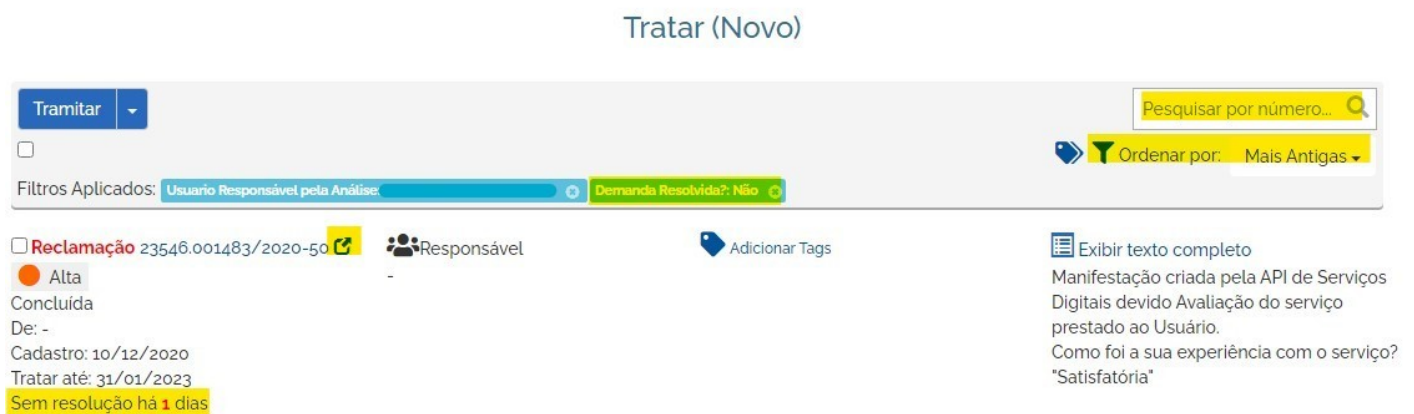 Tratar (Novo)
Tramitar
Pesquisar por número...
Ordenar por: Mais Antigas
Filtros Aplicados: Usuario Responsável pela Análise: Demanda Resolvida?: Não
Reclamação 23546.001483/2020-50
Alta
Concluída
De: -
Cadastro: 10/12/2020
Tratar até: 31/01/2023
Sem resolução há 1 dias
Responsável
-
Adicionar Tags
Exibir texto completo
Manifestação criada pela API de Serviços
Digitais devido Avaliação do serviço
prestado ao Usuário.
Como foi a sua experiência com o serviço?
"Satisfatória"